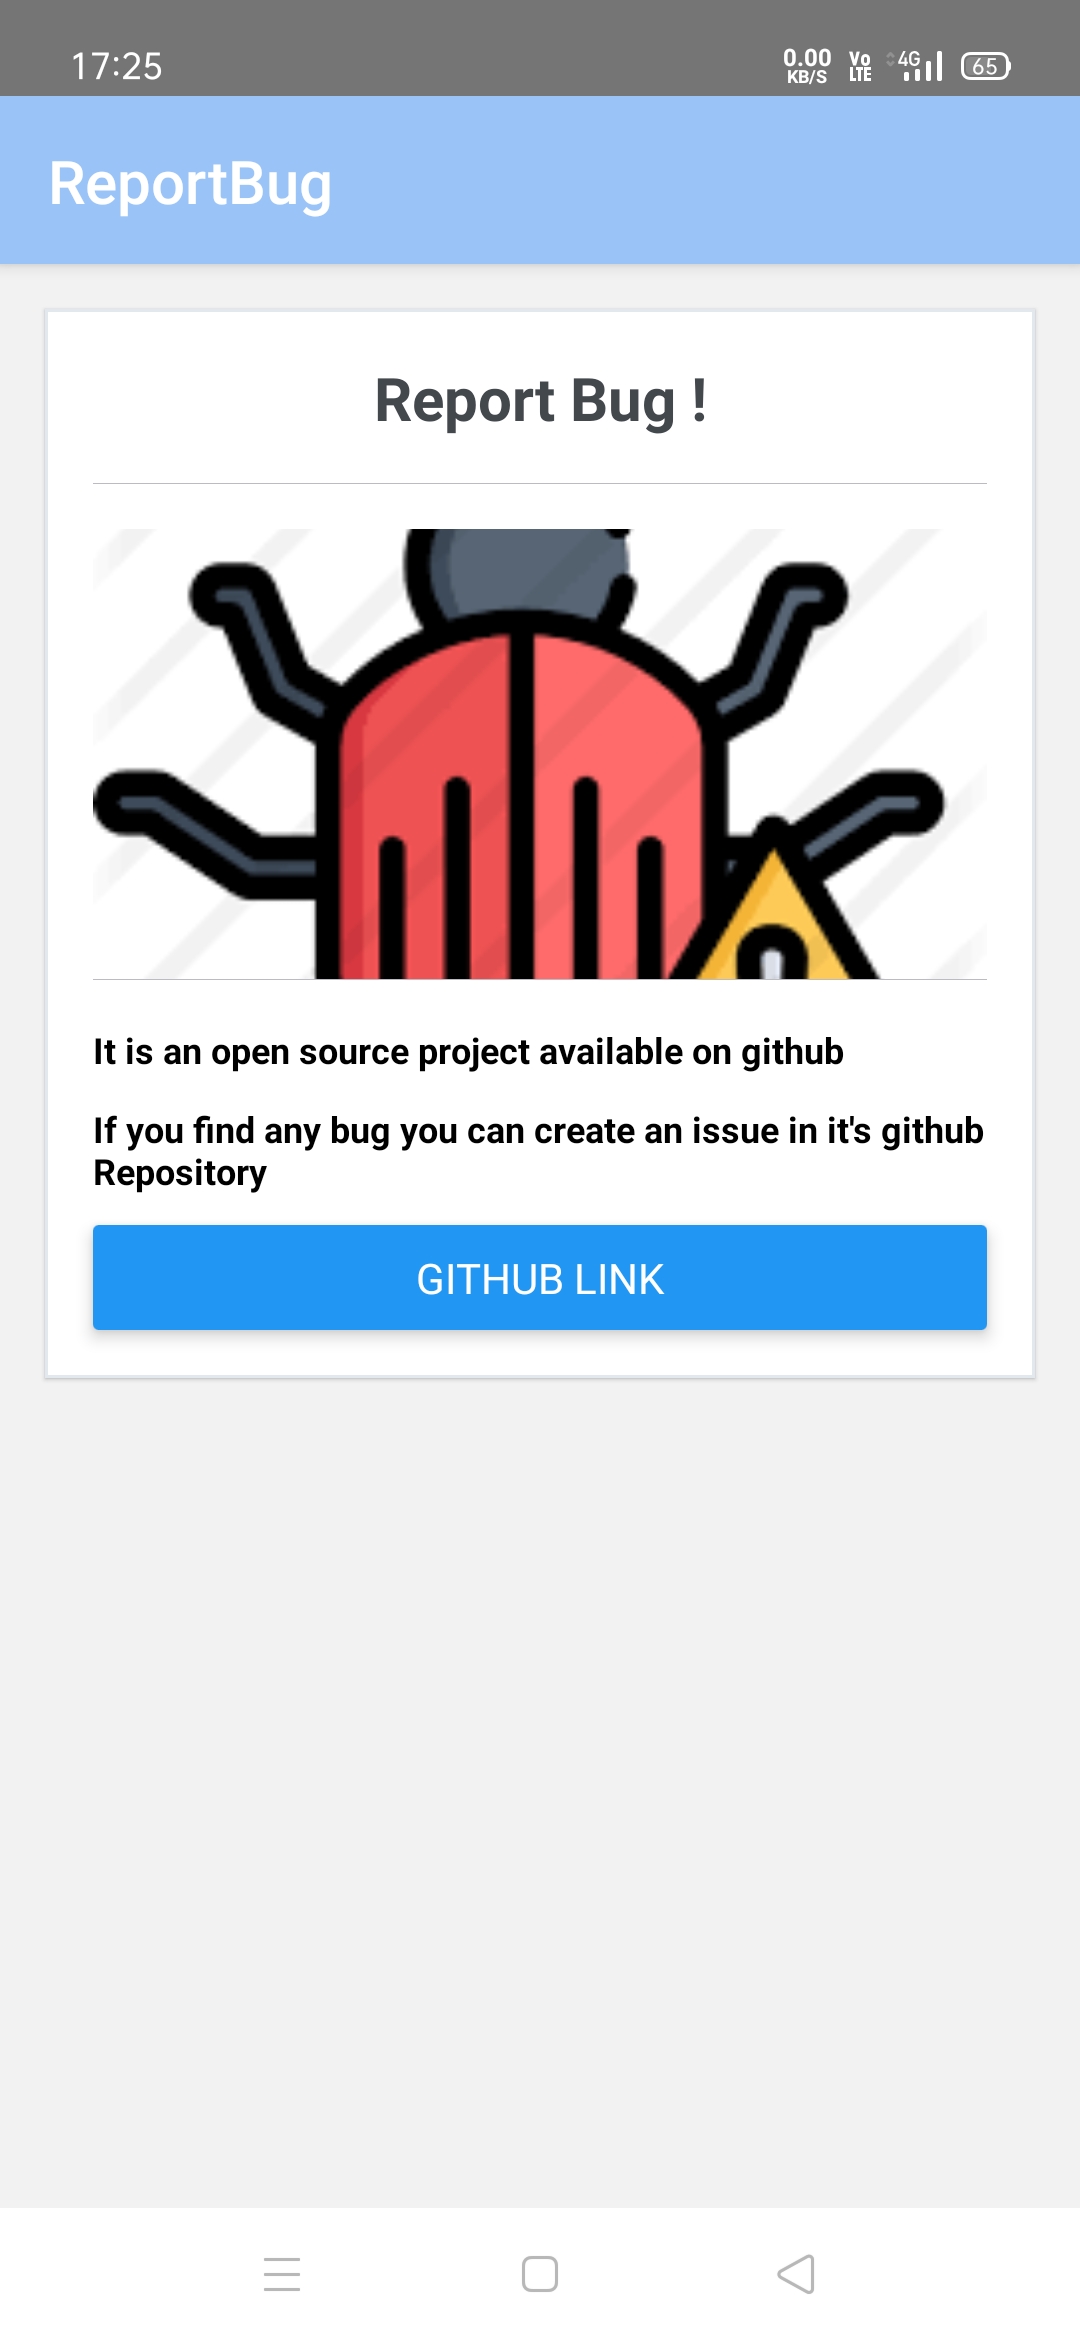 17:25
0.00 KB/S
Vo LTE
4G
65
ReportBug
Report Bug !
It is an open source project available on github
If you find any bug you can create an issue in it's github
Repository
GITHUB LINK